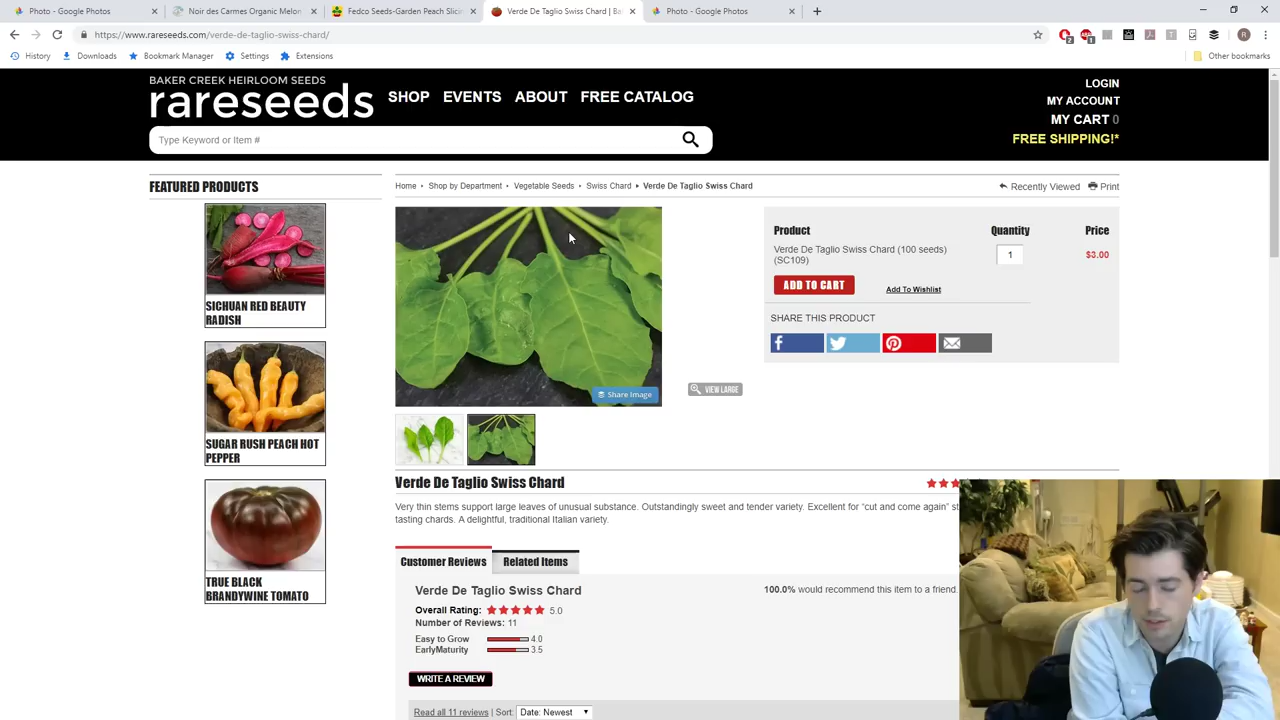 Photo - Google Photos
Noir des Carmes Organic Melon
Fedco Seeds-Garden Peach Slicin
Verde De Taglio Swiss Chard | Ba
Photo - Google Photos
https://www.rareseeds.com/verde-de-taglio-swiss-chard/
History
Downloads
Bookmark Manager
Settings
Extensions
Other bookmarks
BAKER CREEK HEIRLOOM SEEDS
rareseeds
SHOP EVENTS ABOUT FREE CATALOG
LOGIN
MY ACCOUNT
MY CART 0
FREE SHIPPING!*
Type Keyword or Item #
FEATURED PRODUCTS
SICHUAN RED BEAUTY
RADISH
SUGAR RUSH PEACH HOT
PEPPER
TRUE BLACK
BRANDYWINE TOMATO
Home • Shop by Department • Vegetable Seeds • Swiss Chard ▸ Verde De Taglio Swiss Chard
Recently Viewed
Print
Share Image
VIEW LARGE
Product Quantity Price
Verde De Taglio Swiss Chard (100 seeds)
(SC109)
1
$3.00
ADD TO CART
Add To Wishlist
SHARE THIS PRODUCT
Verde De Taglio Swiss Chard
Very thin stems support large leaves of unusual substance. Outstandingly sweet and tender variety. Excellent for "cut and come again" st
tasting chards. A delightful, traditional Italian variety.
Customer Reviews
Related Items
Verde De Taglio Swiss Chard
100.0% would recommend this item to a friend.
Overall Rating: 5.0
Number of Reviews: 11
Easy to Grow 4.0
EarlyMaturity 3.5
WRITE A REVIEW
Read all 11 reviews | Sort: Date: Newest